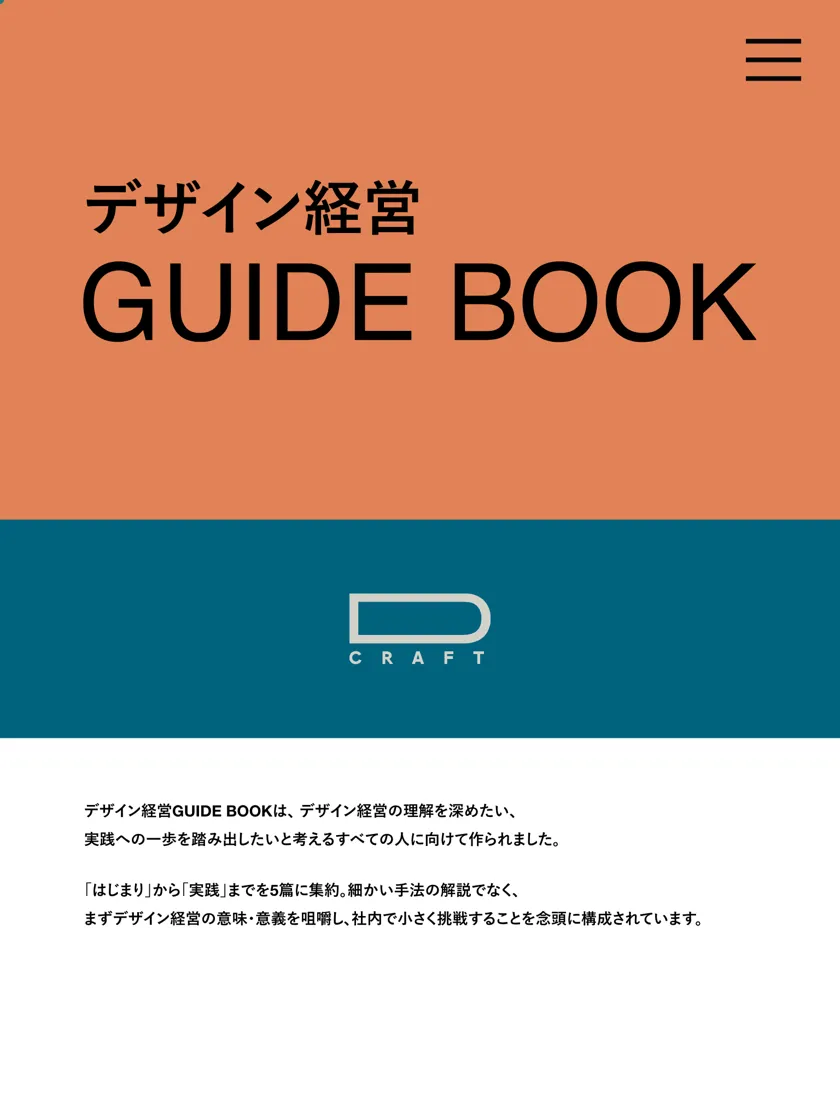 デザイン経営
GUIDE BOOK
D
CRAFT
デザイン経営GUIDE BOOKは、デザイン経営の理解を深めたい、
実践への一歩を踏み出したいと考えるすべての人に向けて作られました。
「はじまり」から「実践」までを5篇に集約。細かい手法の解説でなく、
まずデザイン経営の意味・意義を咀嚼し、社内で小さく挑戦することを念頭に構成されています。